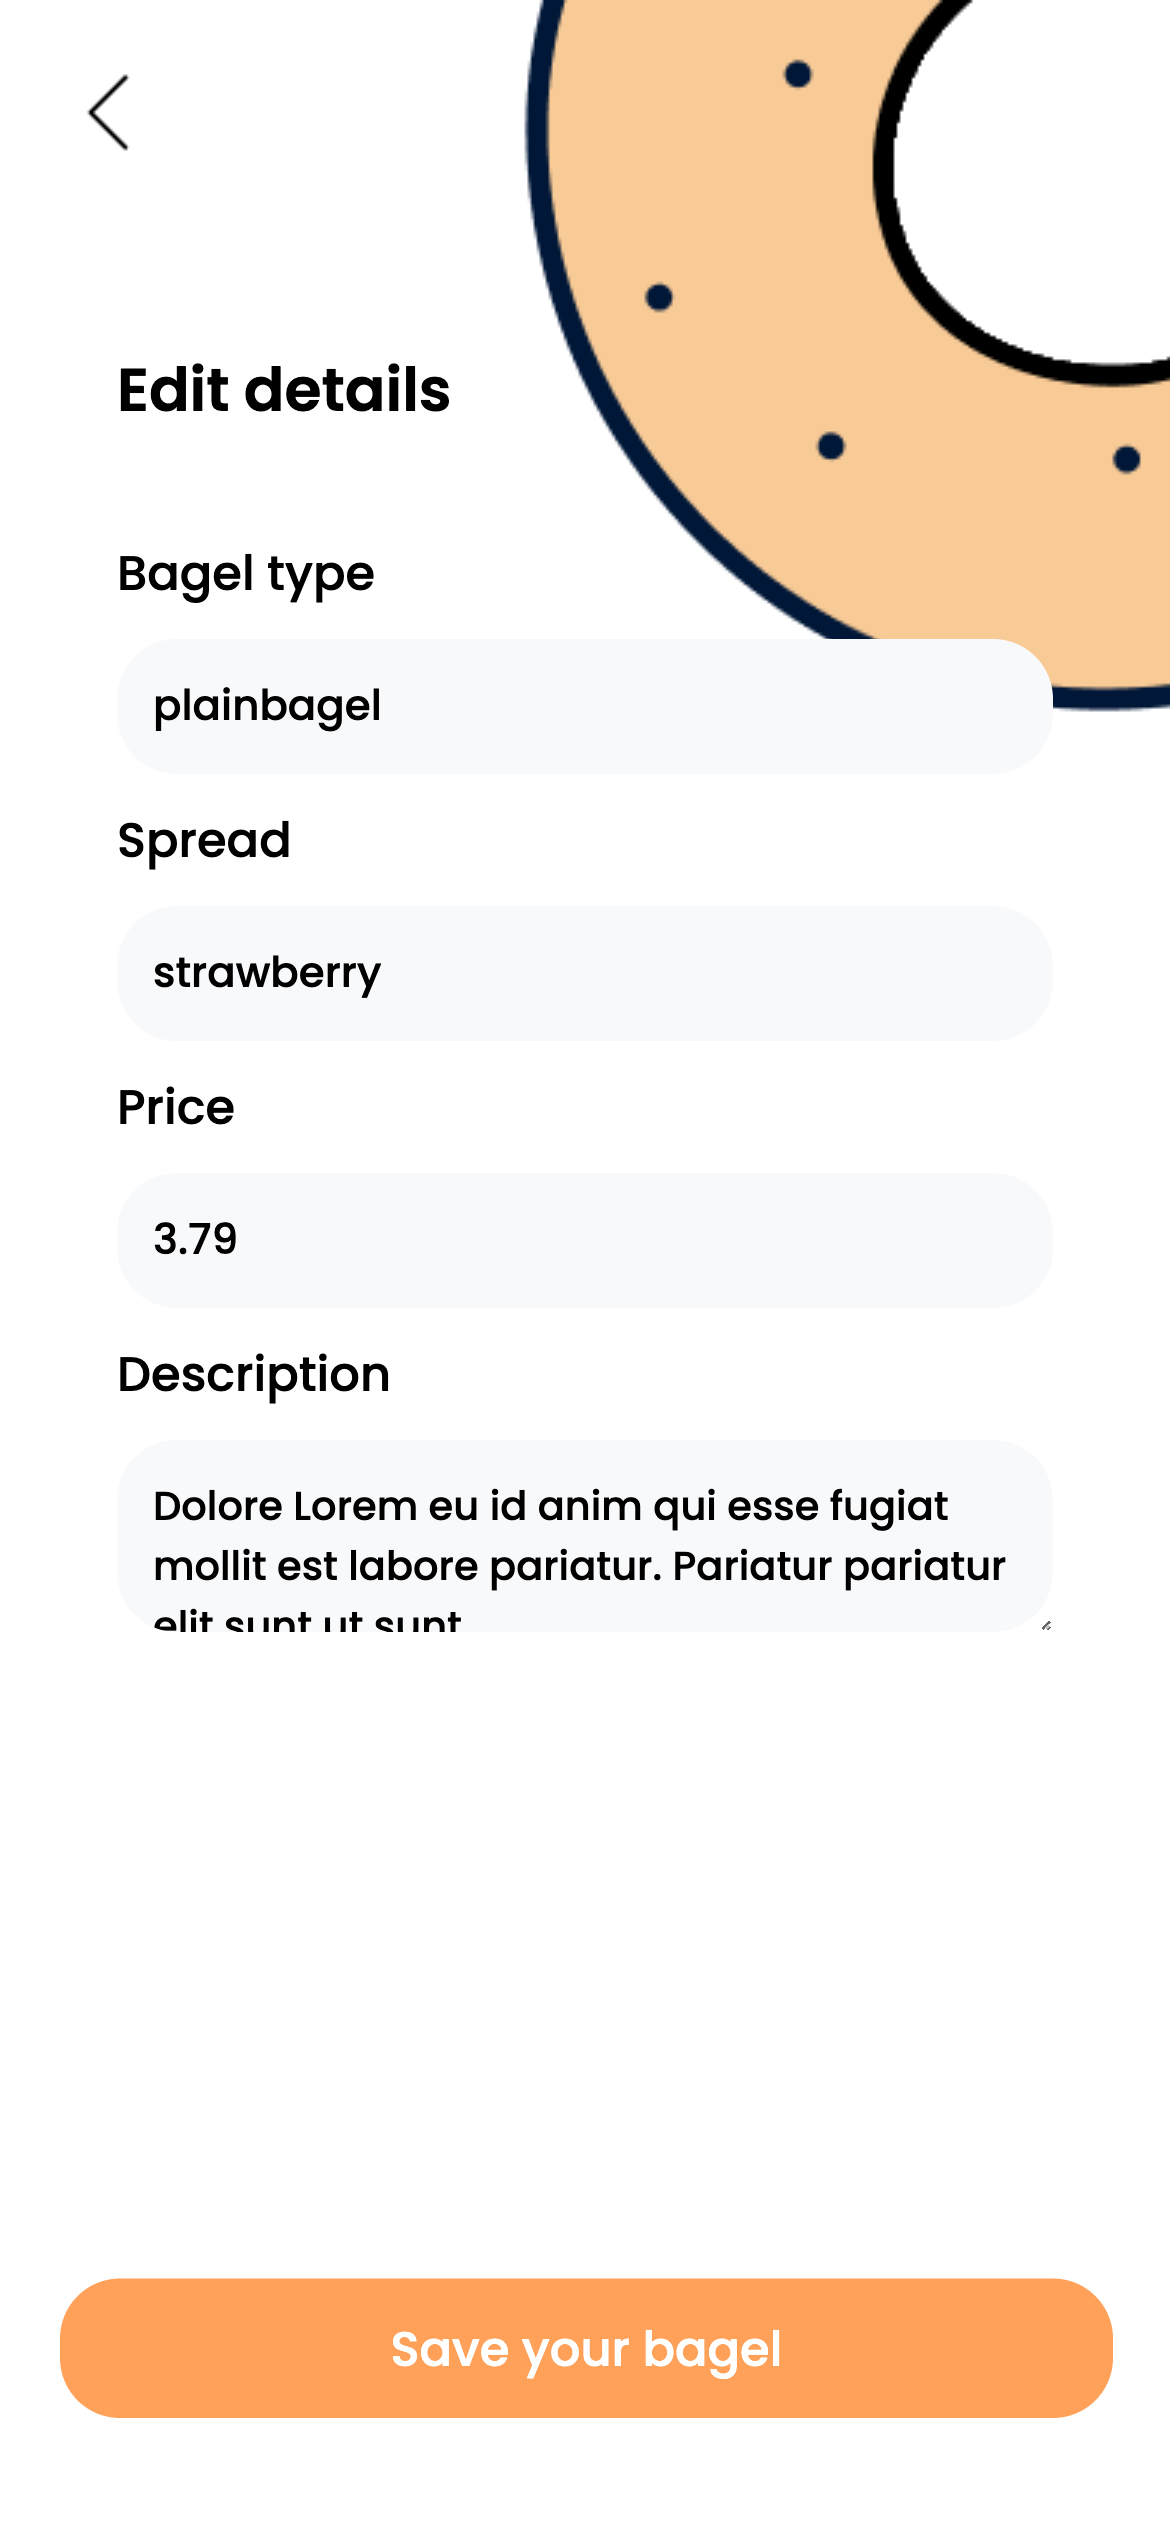 Edit details
Bagel type
plainbagel
Spread
strawberry
Price
3.79
Description
Dolore Lorem eu id anim qui esse fugiat
mollit est labore pariatur. Pariatur pariatur
elit sunt ut sunt
Save your bagel